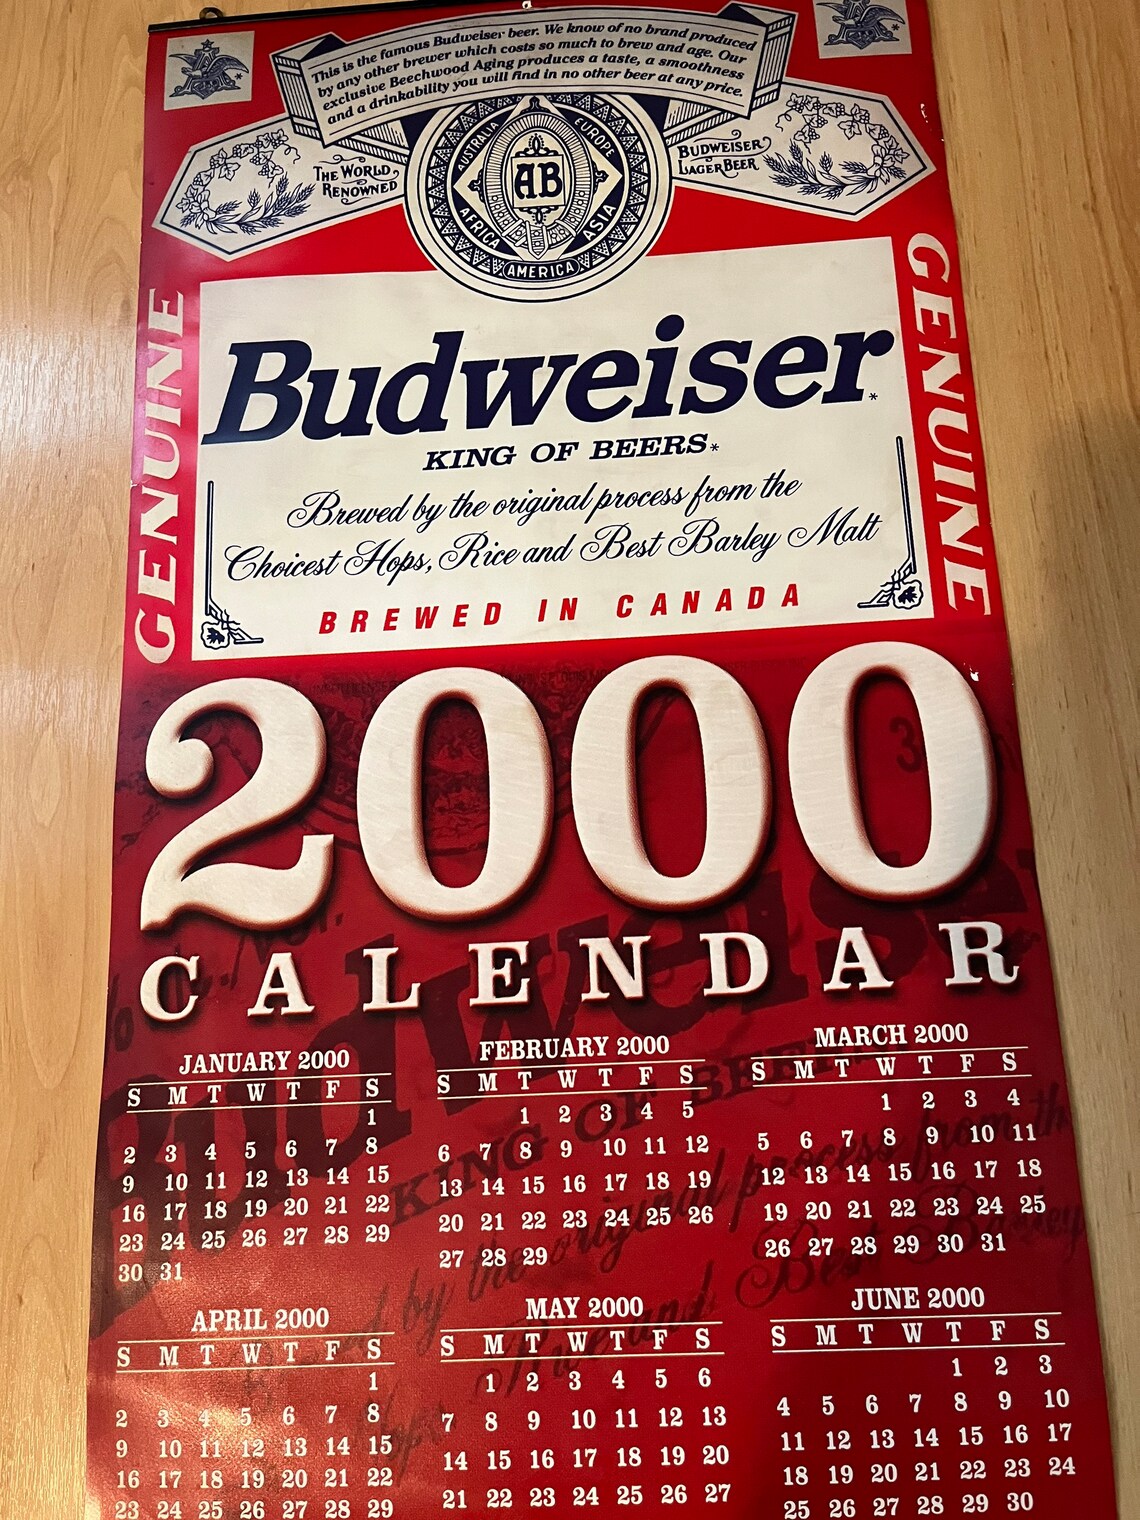 This is the famous Budweiser beer. We know of no brand produced
by any other brewer which costs so much to brew and age. Our
exclusive Beechwood Aging produces a taste, a smoothness
and a drinkability you will find in no other beer at any price.
THE WORLD
RENOWNED
AUSTRALIA
EUROPE
AB
AFRICA
ASIA
AMERICA
BUDWEISER
LAGER BEER
GENUINE
GENUINE
Budweiser*
KING OF BEERS*
Brewed by the original process from the
Choicest Hops, Rice and Best Barley Malt
BREWED IN CANADA
2000
CALENDAR
Budweiser
KING OF BEERS
by the original process from the
Rice and Best Barley
JANUARY 2000
S M T W T F S
1
2 3 4 5 6 7 8
9 10 11 12 13 14 15
16 17 18 19 20 21 22
23 24 25 26 27 28 29
30 31
FEBRUARY 2000
S M T W T F S
1 2 3 4 5
6 7 8 9 10 11 12
13 14 15 16 17 18 19
20 21 22 23 24 25 26
27 28 29
MARCH 2000
S M T W T F S
1 2 3 4
5 6 7 8 9 10 11
12 13 14 15 16 17 18
19 20 21 22 23 24 25
26 27 28 29 30 31
APRIL 2000
S M T W T F S
1
2 3 4 5 6 7 8
9 10 11 12 13 14 15
16 17 18 19 20 21 22
23 24 25 26 27 28 29
MAY 2000
S M T W T F S
1 2 3 4 5 6
7 8 9 10 11 12 13
14 15 16 17 18 19 20
21 22 23 24 25 26 27
JUNE 2000
S M T W T F S
1 2 3
4 5 6 7 8 9 10
11 12 13 14 15 16 17
18 19 20 21 22 23 24
25 26 27 28 29 30